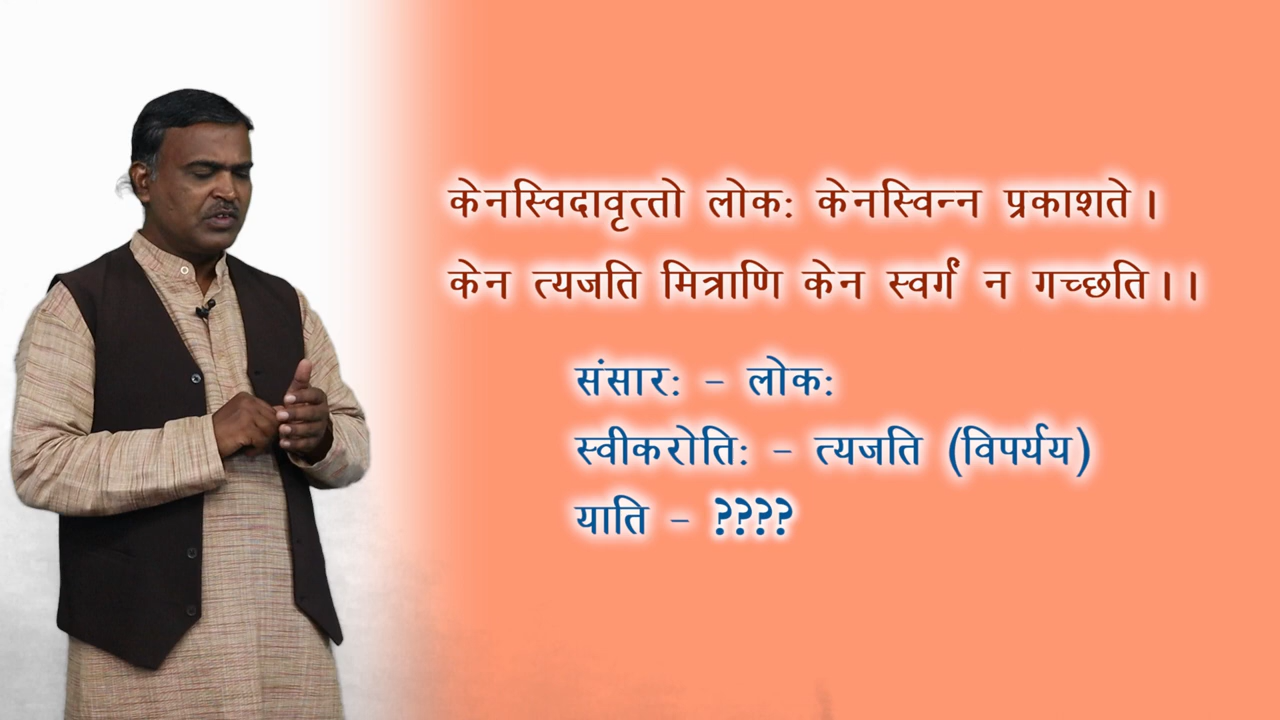 केनस्विदावृत्तो लोकः केनस्विन्न प्रकाशते।
केन त्यजति मित्राणि केन स्वर्गं न गच्छति।।
संसारः - लोकः
स्वीकरोतिः - त्यजति (विपर्यय)
याति - ????